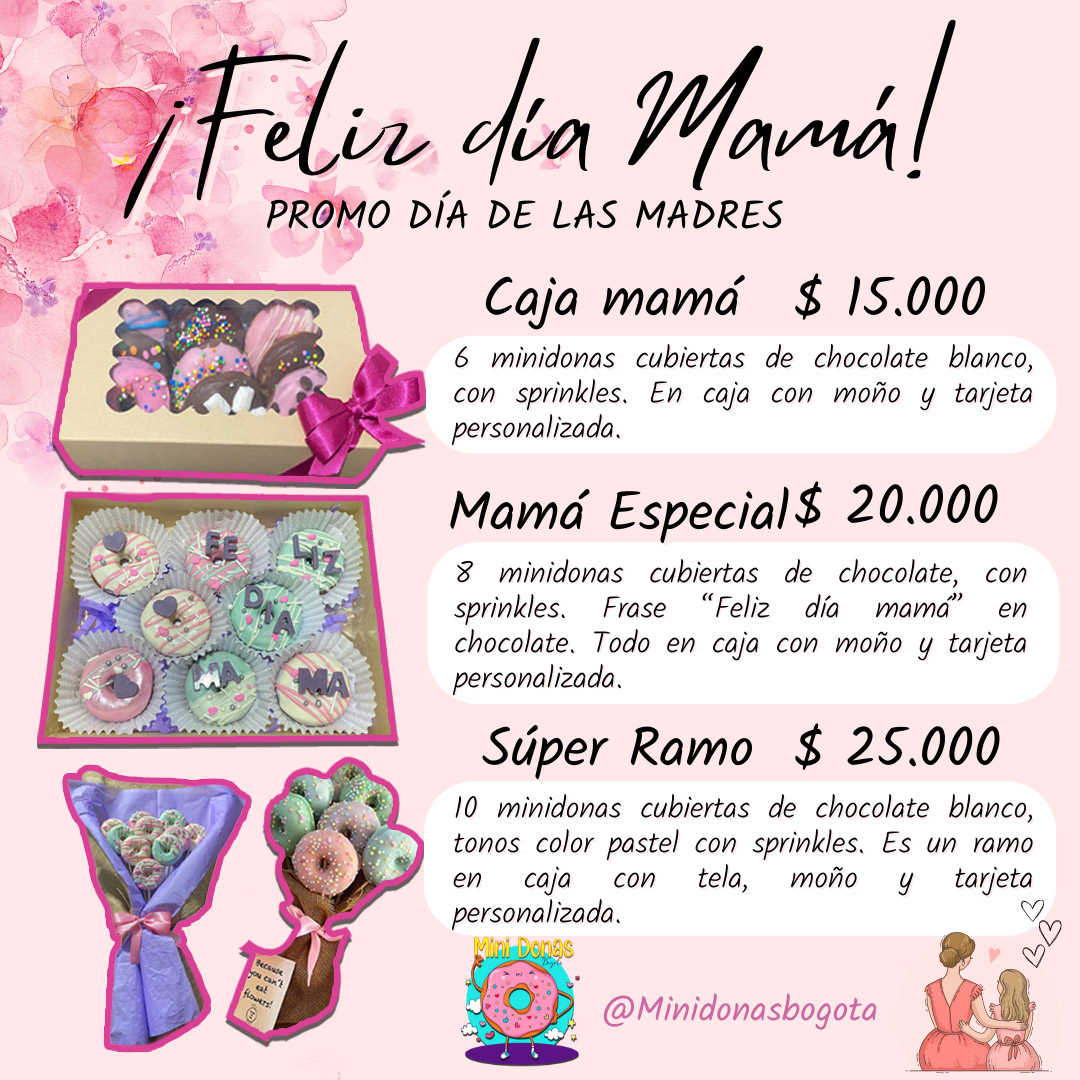 ¡Feliz día Mamá!
PROMO DÍA DE LAS MADRES
Caja mamá $ 15.000
6 minidonas cubiertas de chocolate blanco,
con sprinkles. En caja con moño y tarjeta
personalizada.
FE
LIZ
DÍA
MA
MA
Mamá Especial $ 20.000
8 minidonas cubiertas de chocolate, con
sprinkles. Frase “Feliz día mamá” en
chocolate. Todo en caja con moño y tarjeta
personalizada.
Súper Ramo $ 25.000
10 minidonas cubiertas de chocolate blanco,
tonos color pastel con sprinkles. Es un ramo
en caja con tela, moño y tarjeta
personalizada.
Because
you can't
eat
flowers!
Mini Donas
Bogotá
@Minidonasbogota